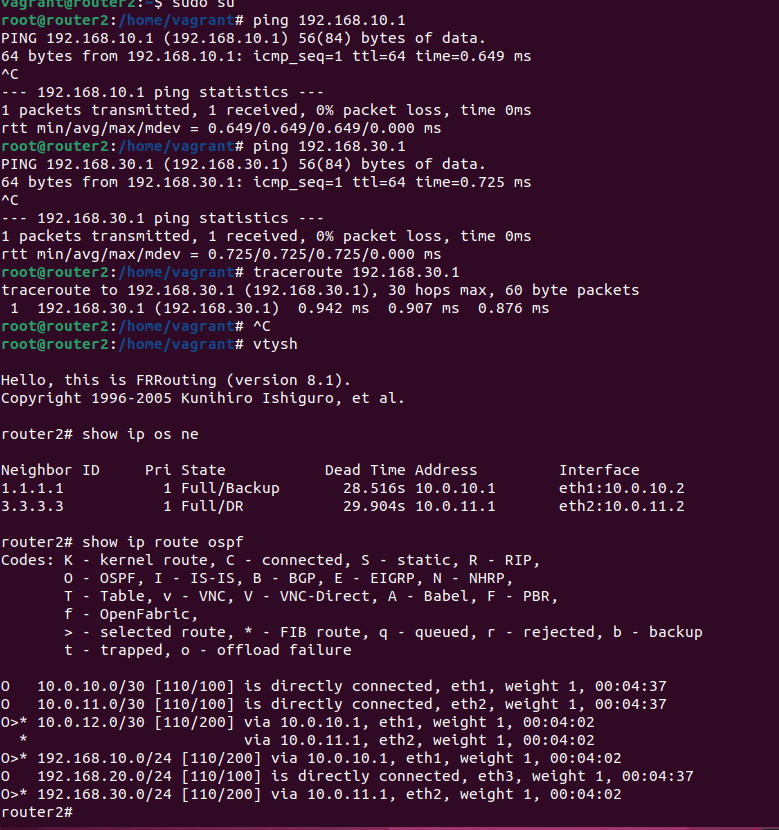 vagrant@router2:~$ sudo su
root@router2:/home/vagrant# ping 192.168.10.1
PING 192.168.10.1 (192.168.10.1) 56(84) bytes of data.
64 bytes from 192.168.10.1: icmp_seq=1 ttl=64 time=0.649 ms
^C
--- 192.168.10.1 ping statistics ---
1 packets transmitted, 1 received, 0% packet loss, time 0ms
rtt min/avg/max/mdev = 0.649/0.649/0.649/0.000 ms
root@router2:/home/vagrant# ping 192.168.30.1
PING 192.168.30.1 (192.168.30.1) 56(84) bytes of data.
64 bytes from 192.168.30.1: icmp_seq=1 ttl=64 time=0.725 ms
^C
--- 192.168.30.1 ping statistics ---
1 packets transmitted, 1 received, 0% packet loss, time 0ms
rtt min/avg/max/mdev = 0.725/0.725/0.725/0.000 ms
root@router2:/home/vagrant# traceroute 192.168.30.1
traceroute to 192.168.30.1 (192.168.30.1), 30 hops max, 60 byte packets
 1  192.168.30.1 (192.168.30.1)  0.942 ms  0.907 ms  0.876 ms
root@router2:/home/vagrant# ^C
root@router2:/home/vagrant# vtysh

Hello, this is FRRouting (version 8.1).
Copyright 1996-2005 Kunihiro Ishiguro, et al.

router2# show ip os ne

Neighbor ID     Pri State           Dead Time Address         Interface
1.1.1.1           1 Full/Backup       28.516s 10.0.10.1       eth1:10.0.10.2
3.3.3.3           1 Full/DR           29.904s 10.0.11.1       eth2:10.0.11.2

router2# show ip route ospf
Codes: K - kernel route, C - connected, S - static, R - RIP,
       O - OSPF, I - IS-IS, B - BGP, E - EIGRP, N - NHRP,
       T - Table, v - VNC, V - VNC-Direct, A - Babel, F - PBR,
       f - OpenFabric,
       > - selected route, * - FIB route, q - queued, r - rejected, b - backup
       t - trapped, o - offload failure

O   10.0.10.0/30 [110/100] is directly connected, eth1, weight 1, 00:04:37
O   10.0.11.0/30 [110/100] is directly connected, eth2, weight 1, 00:04:37
O>* 10.0.12.0/30 [110/200] via 10.0.10.1, eth1, weight 1, 00:04:02
  *                        via 10.0.11.1, eth2, weight 1, 00:04:02
O>* 192.168.10.0/24 [110/200] via 10.0.10.1, eth1, weight 1, 00:04:02
O   192.168.20.0/24 [110/100] is directly connected, eth3, weight 1, 00:04:37
O>* 192.168.30.0/24 [110/200] via 10.0.11.1, eth2, weight 1, 00:04:02
router2#